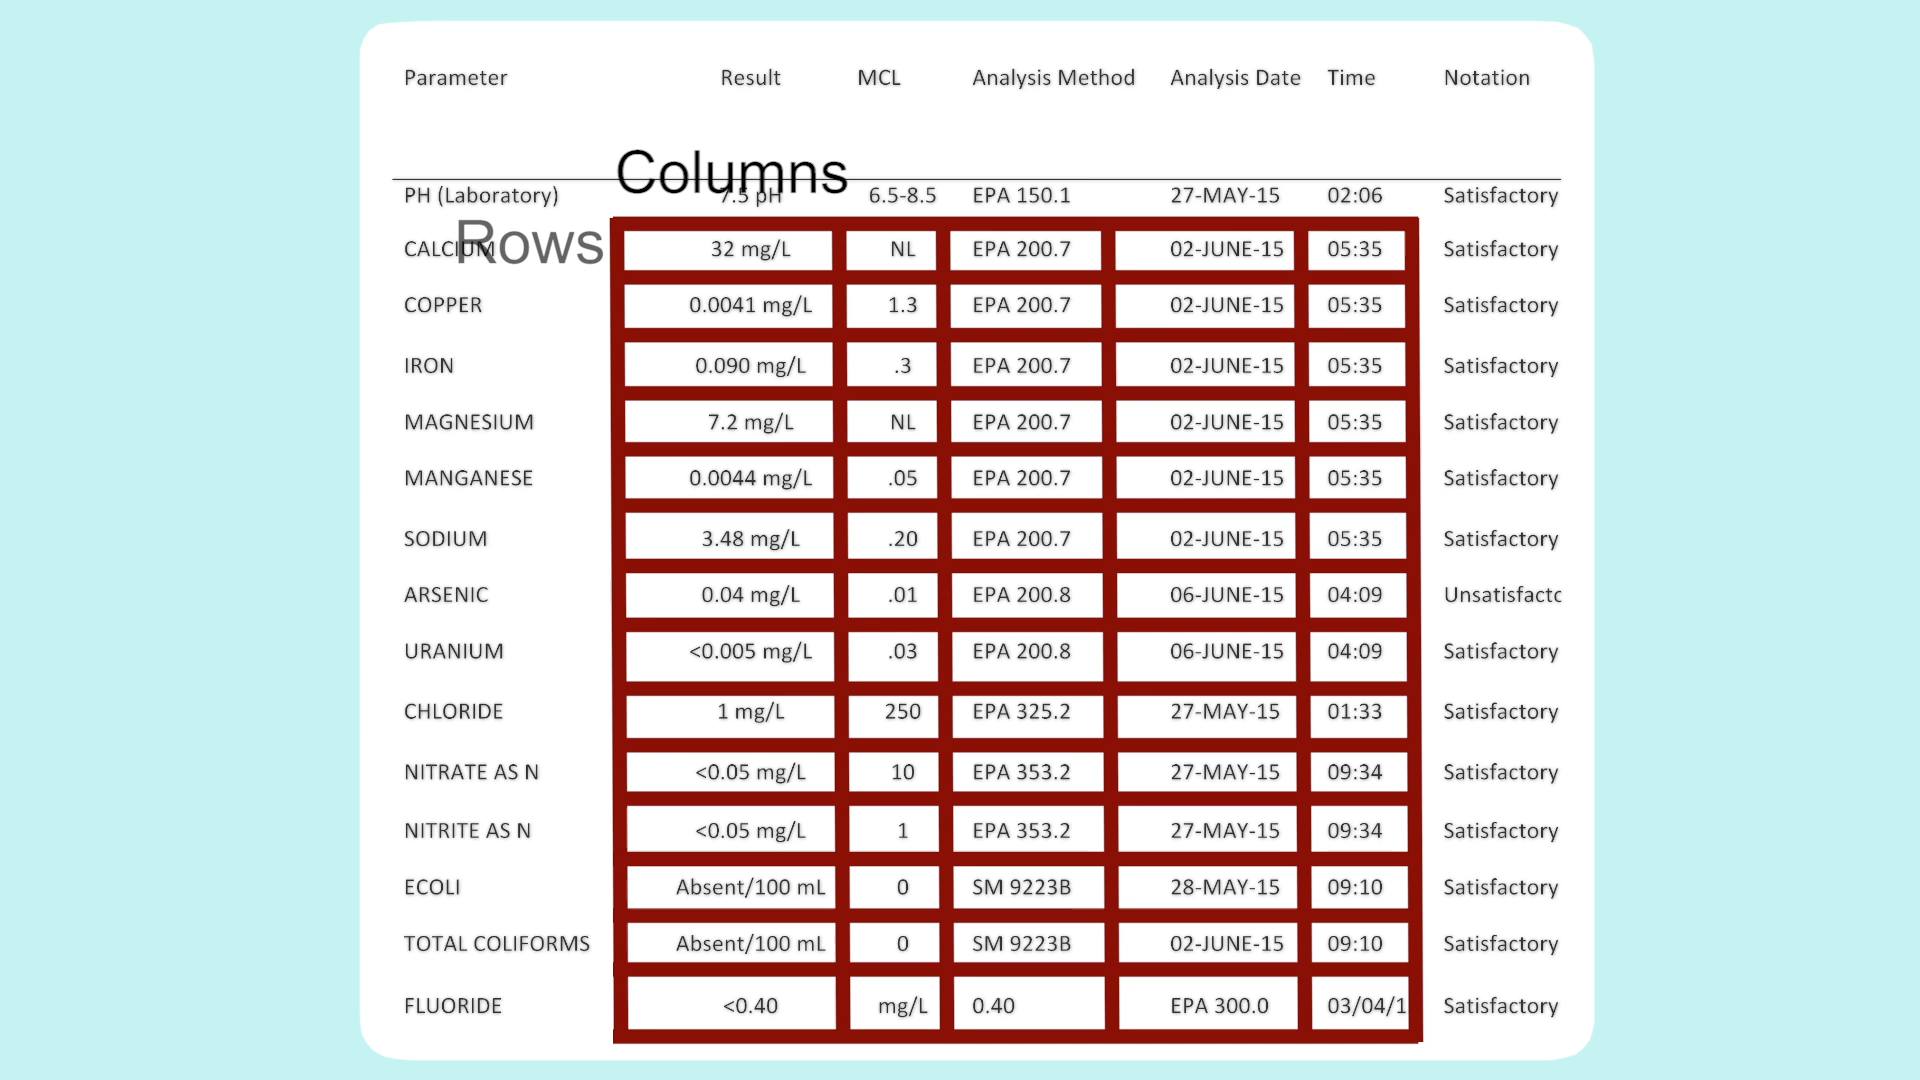 Parameter Result MCL Analysis Method Analysis Date Time Notation
Columns
PH (Laboratory) 7.5 pH 6.5-8.5 EPA 150.1 27-MAY-15 02:06 Satisfactory
Rows
CALCIUM 32 mg/L NL EPA 200.7 02-JUNE-15 05:35 Satisfactory
COPPER 0.0041 mg/L 1.3 EPA 200.7 02-JUNE-15 05:35 Satisfactory
IRON 0.090 mg/L .3 EPA 200.7 02-JUNE-15 05:35 Satisfactory
MAGNESIUM 7.2 mg/L NL EPA 200.7 02-JUNE-15 05:35 Satisfactory
MANGANESE 0.0044 mg/L .05 EPA 200.7 02-JUNE-15 05:35 Satisfactory
SODIUM 3.48 mg/L .20 EPA 200.7 02-JUNE-15 05:35 Satisfactory
ARSENIC 0.04 mg/L .01 EPA 200.8 06-JUNE-15 04:09 Unsatisfactc
URANIUM <0.005 mg/L .03 EPA 200.8 06-JUNE-15 04:09 Satisfactory
CHLORIDE 1 mg/L 250 EPA 325.2 27-MAY-15 01:33 Satisfactory
NITRATE AS N <0.05 mg/L 10 EPA 353.2 27-MAY-15 09:34 Satisfactory
NITRITE AS N <0.05 mg/L 1 EPA 353.2 27-MAY-15 09:34 Satisfactory
ECOLI Absent/100 mL 0 SM 9223B 28-MAY-15 09:10 Satisfactory
TOTAL COLIFORMS Absent/100 mL 0 SM 9223B 02-JUNE-15 09:10 Satisfactory
FLUORIDE <0.40 mg/L 0.40 EPA 300.0 03/04/1 Satisfactory